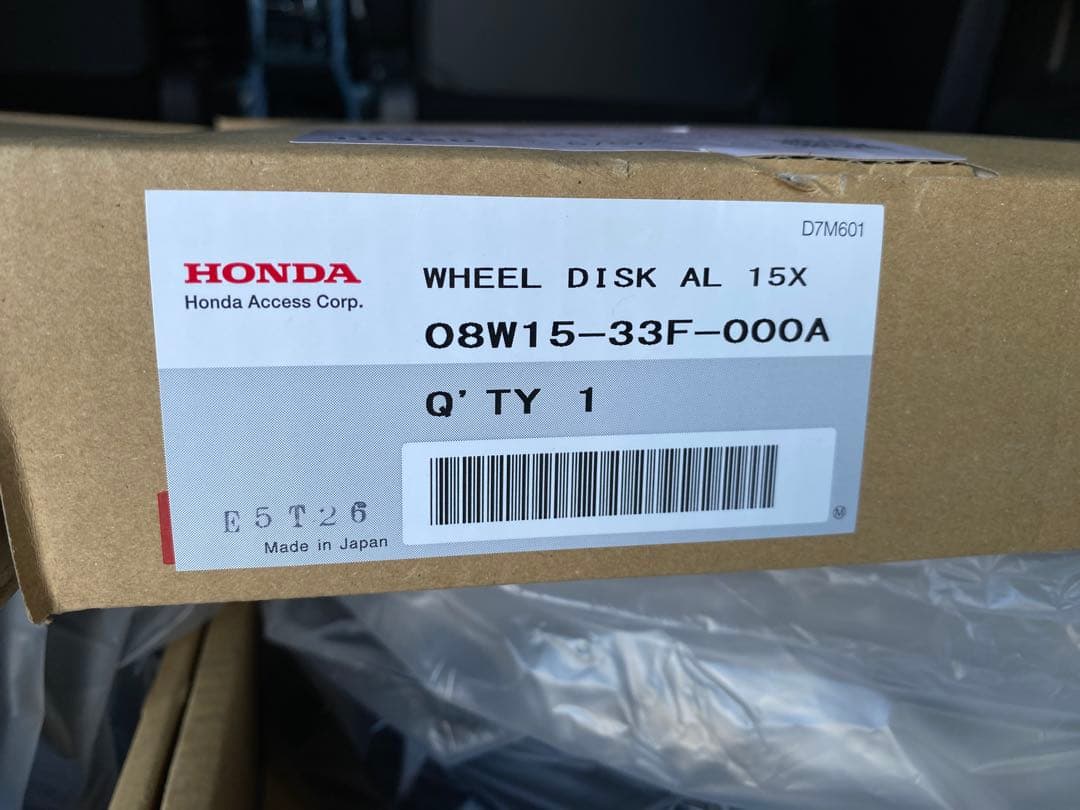 D7M601
HONDA
Honda Access Corp.
WHEEL DISK AL 15X
08W15-33F-000A
Q'TY 1
E5T26
Made in Japan
M